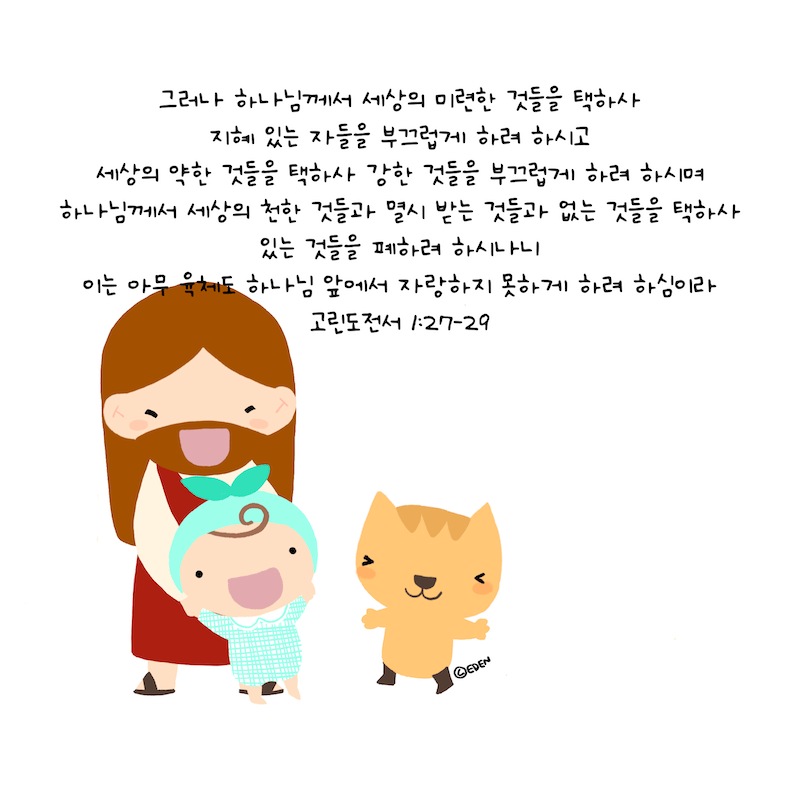 그러나 하나님께서 세상의 미련한 것들을 택하사
지혜 있는 자들을 부끄럽게 하려 하시고
세상의 약한 것들을 택하사 강한 것들을 부끄럽게 하려 하시며
하나님께서 세상의 천한 것들과 멸시 받는 것들과 없는 것들을 택하사
있는 것들을 폐하려 하시나니
이는 아무 육체도 하나님 앞에서 자랑하지 못하게 하려 하심이라
고린도전서 1:27-29
©EDEN